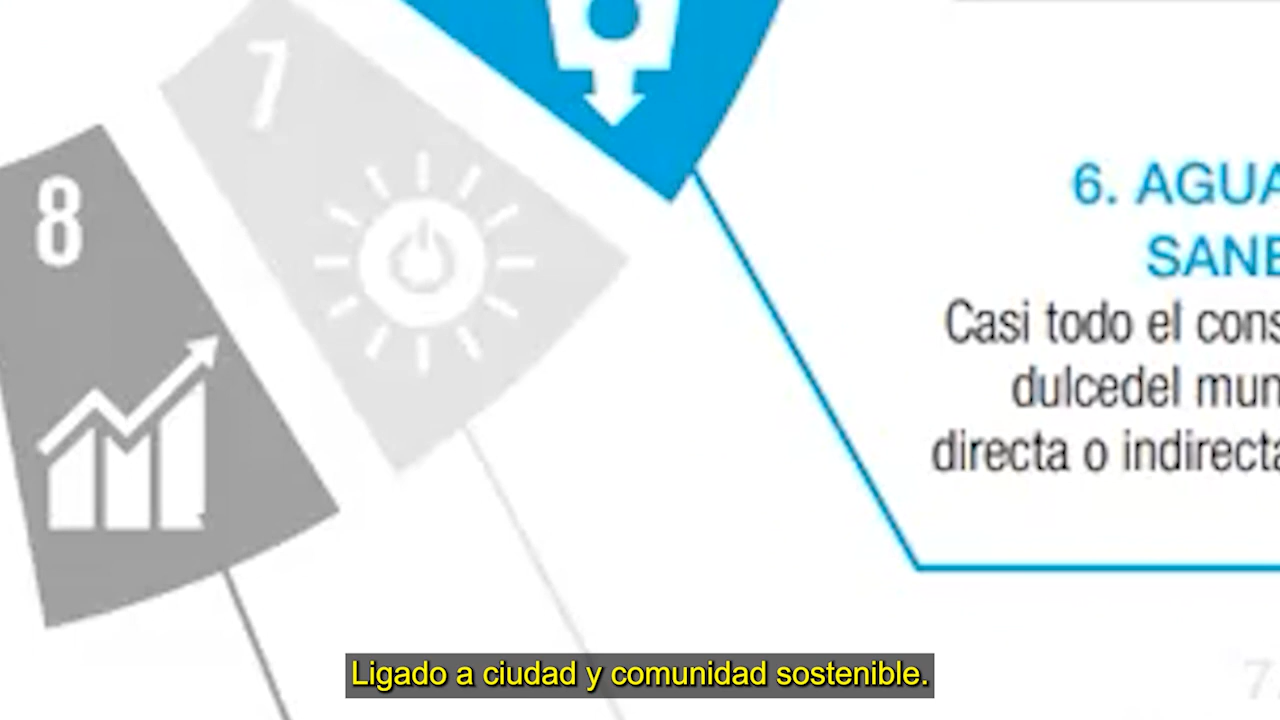 7
8
6. AGUA
SANE
Casi todo el cons
dulcedel mun
directa o indirecta
Ligado a ciudad y comunidad sostenible.